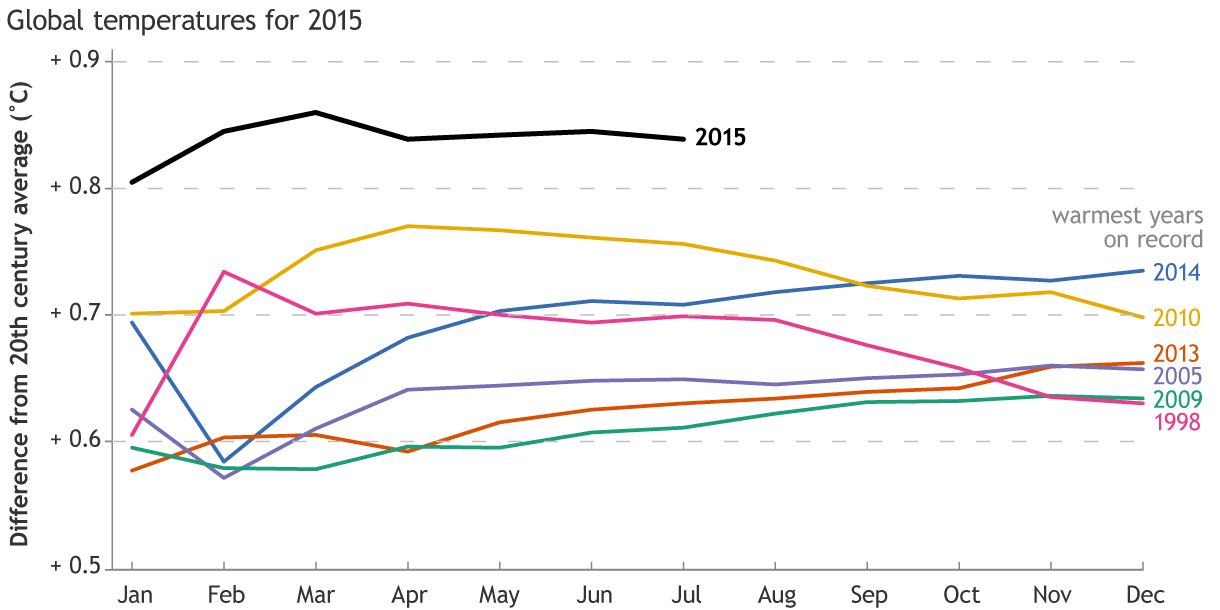 Global temperatures for 2015
Difference from 20th century average (˚C)
+ 0.9
+ 0.8
+ 0.7
+ 0.6
+ 0.5
2015
warmest years
on record
2014
2010
2013
2005
2009
1998
Jan Feb Mar Apr May Jun Jul Aug Sep Oct Nov Dec